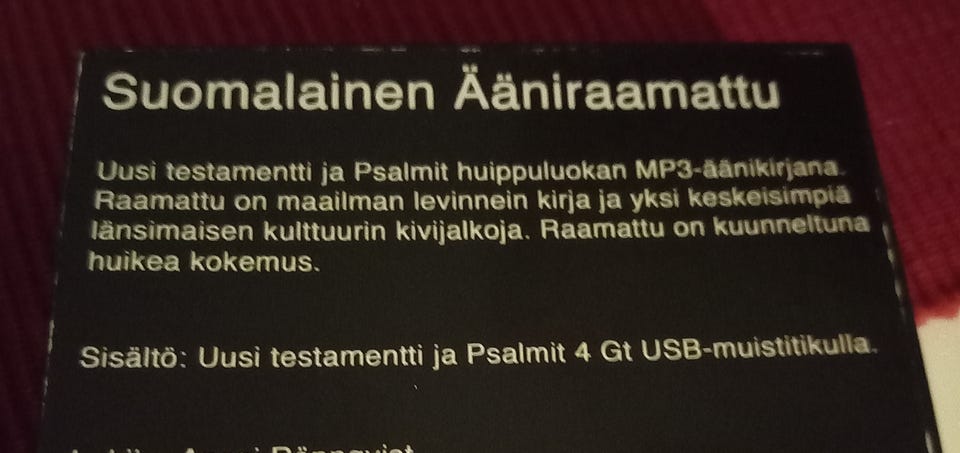 Suomalainen Ääniraamattu
Uusi testamentti ja Psalmit huippuluokan MP3-äänikirjana.
Raamattu on maailman levinnein kirja ja yksi keskeisimpiä
länsimaisen kulttuurin kivijalkoja. Raamattu on kuunneltuna
huikea kokemus.
Sisältö: Uusi testamentti ja Psalmit 4 Gt USB-muistitikulla.